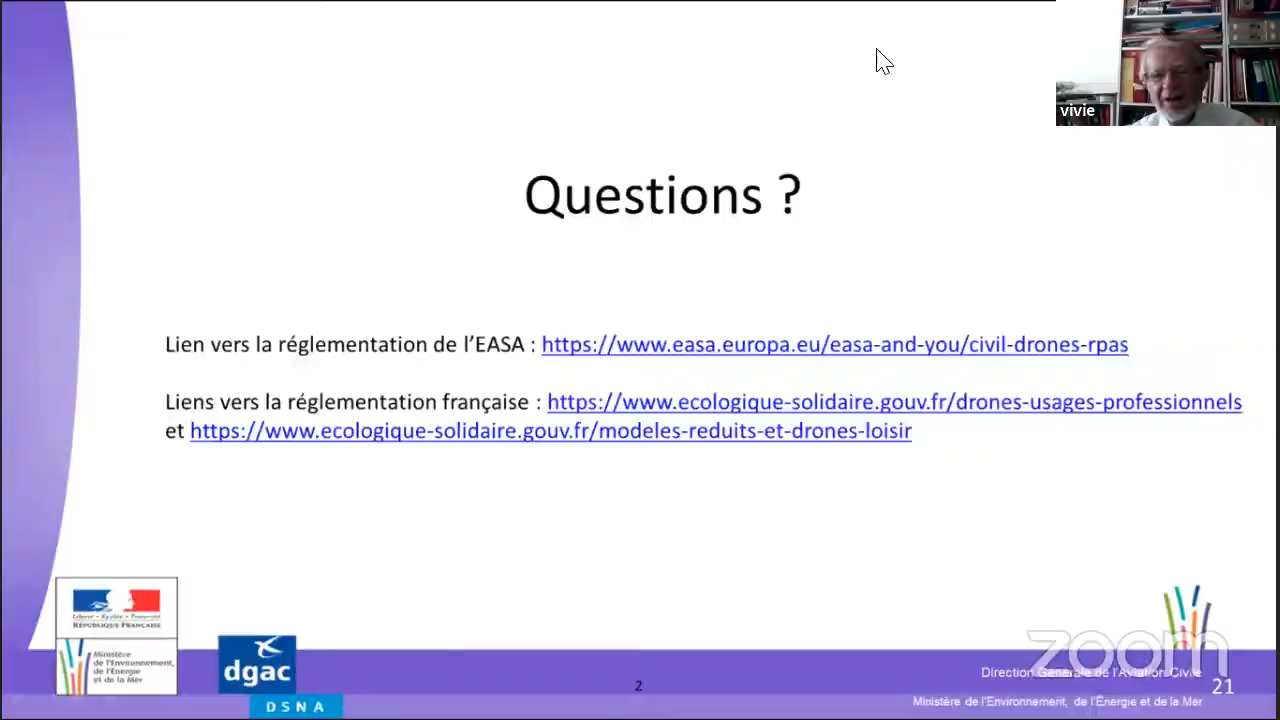 vivie
Questions ?
Lien vers la réglementation de l'EASA : https://www.easa.europa.eu/easa-and-you/civil-drones-rpas
Liens vers la réglementation française : https://www.ecologique-solidaire.gouv.fr/drones-usages-professionnels
et https://www.ecologique-solidaire.gouv.fr/modeles-reduits-et-drones-loisir
Liberté • Égalité • Fraternité
RÉPUBLIQUE FRANÇAISE
Ministère
de l'Environnement,
de l'Énergie
et de la Mer
dgac
DSNA
2
zoom
Direction Générale de l'Aviation Civile
21
Ministère de l'Environnement, de l'Énergie et de la Mer